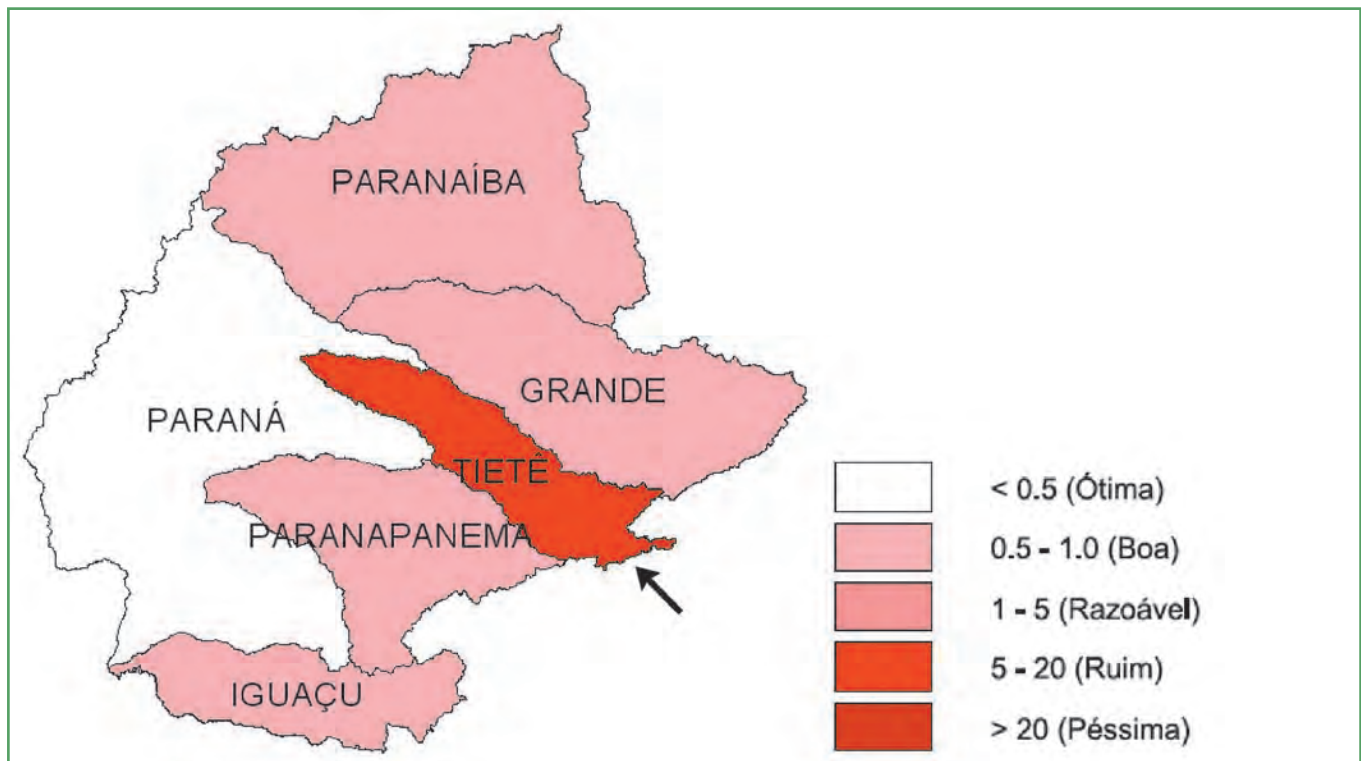 PARANAÍBA
GRANDE
PARANÁ
TIETÊ
PARANAPANEMA
IGUAÇU
< 0.5 (Ótima)
0.5 - 1.0 (Boa)
1 - 5 (Razoável)
5 - 20 (Ruim)
> 20 (Péssima)